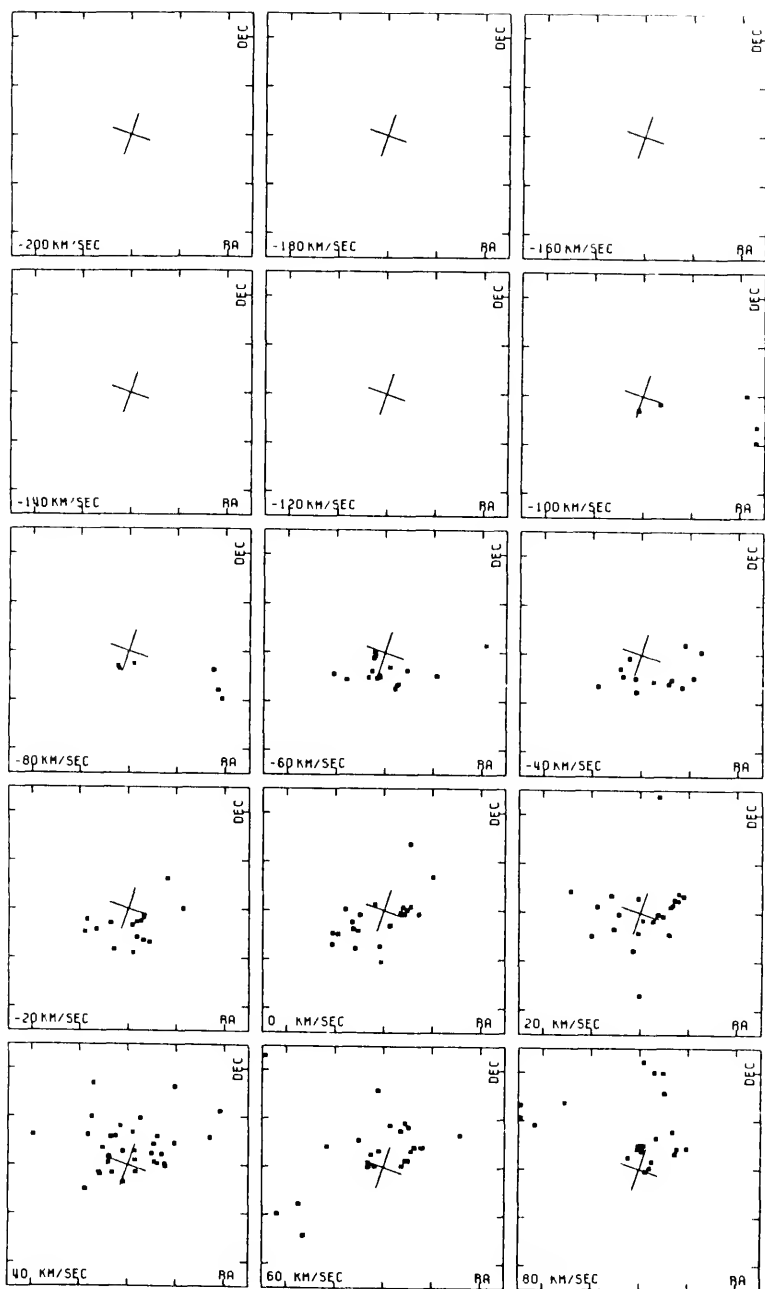 DEC DEC DEC
-200 KM/SEC RA -180 KM/SEC RA -160 KM/SEC RA
DEC DEC DEC
-140 KM/SEC RA -120 KM/SEC RA -100 KM/SEC RA
DEC DEC DEC
-80 KM/SEC RA -60 KM/SEC RA -40 KM/SEC RA
DEC DEC DEC
-20 KM/SEC RA 0 KM/SEC RA 20 KM/SEC RA
DEC DEC DEC
40 KM/SEC RA 60 KM/SEC RA 80 KM/SEC RA